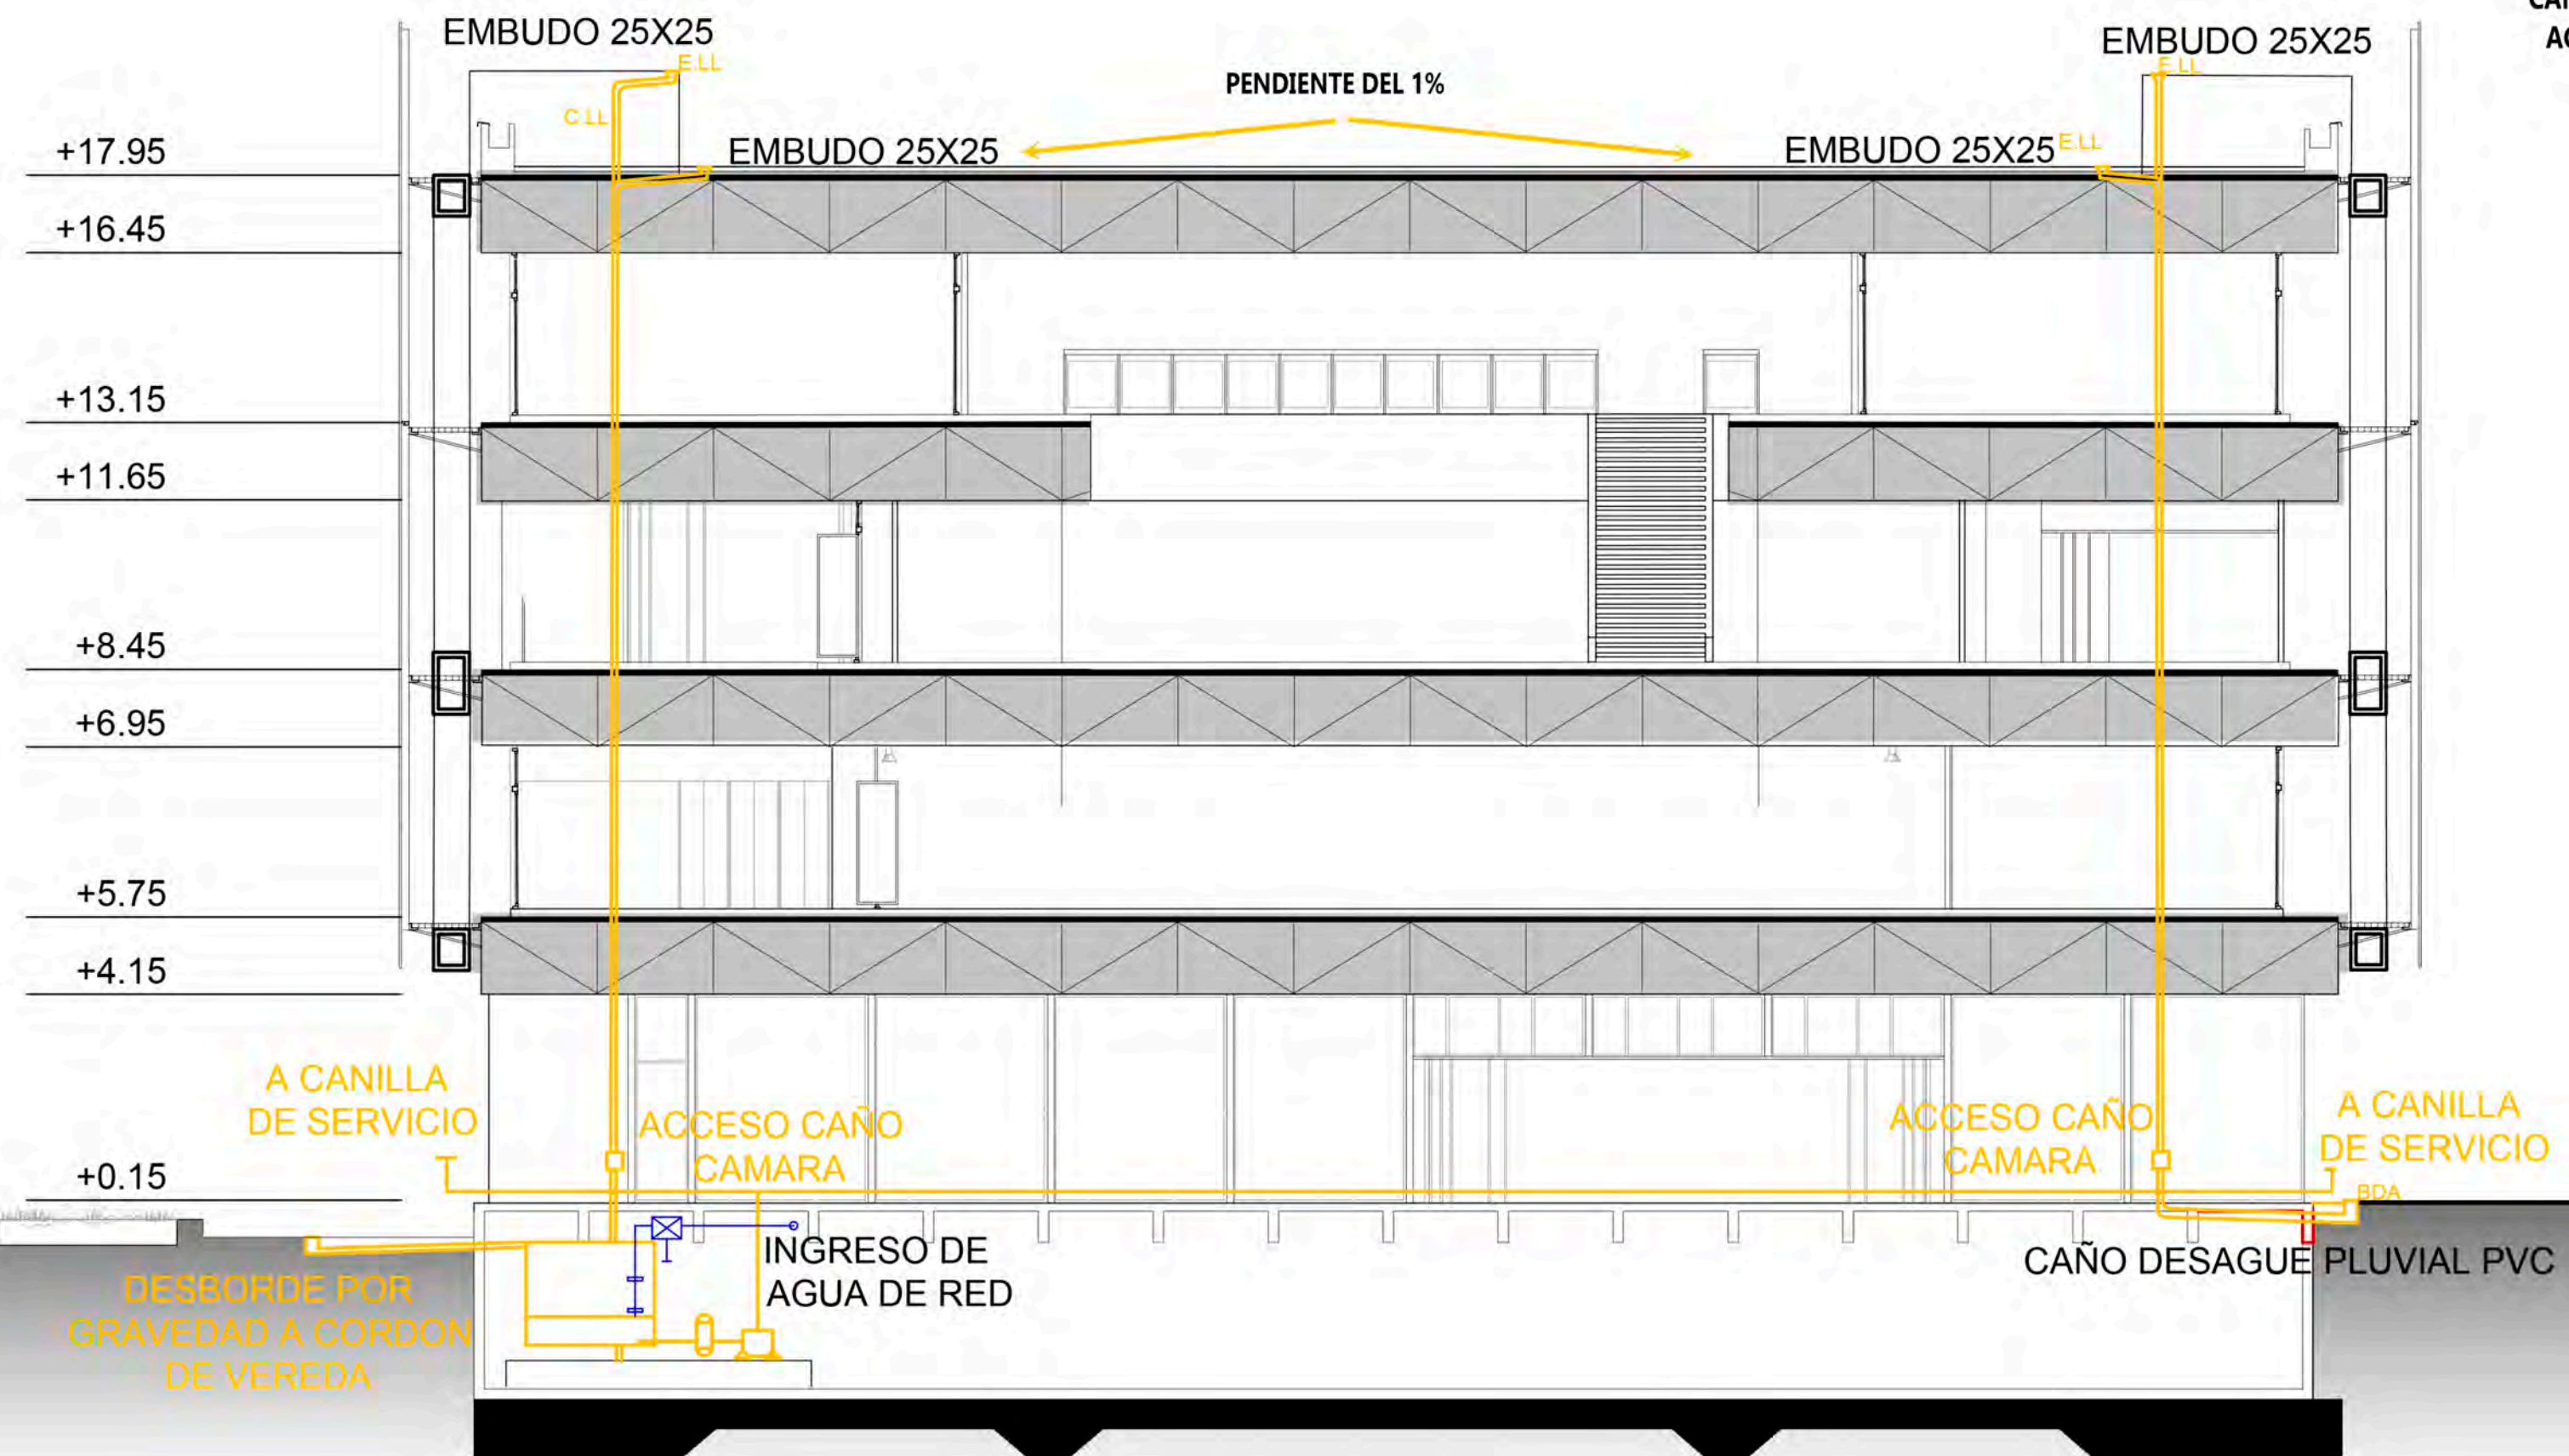 EMBUDO 25X25
E.LL
C.LL
PENDIENTE DEL 1%
EMBUDO 25X25
E.LL
EMBUDO 25X25
EMBUDO 25X25
E.LL
+17.95
+16.45
+13.15
+11.65
+8.45
+6.95
+5.75
+4.15
+0.15
A CANILLA
DE SERVICIO
ACCESO CAÑO
CAMARA
ACCESO CAÑO
CAMARA
A CANILLA
DE SERVICIO
BDA
INGRESO DE
AGUA DE RED
CAÑO DESAGUE PLUVIAL PVC
DESBORDE POR
GRAVEDAD A CORDON
DE VEREDA